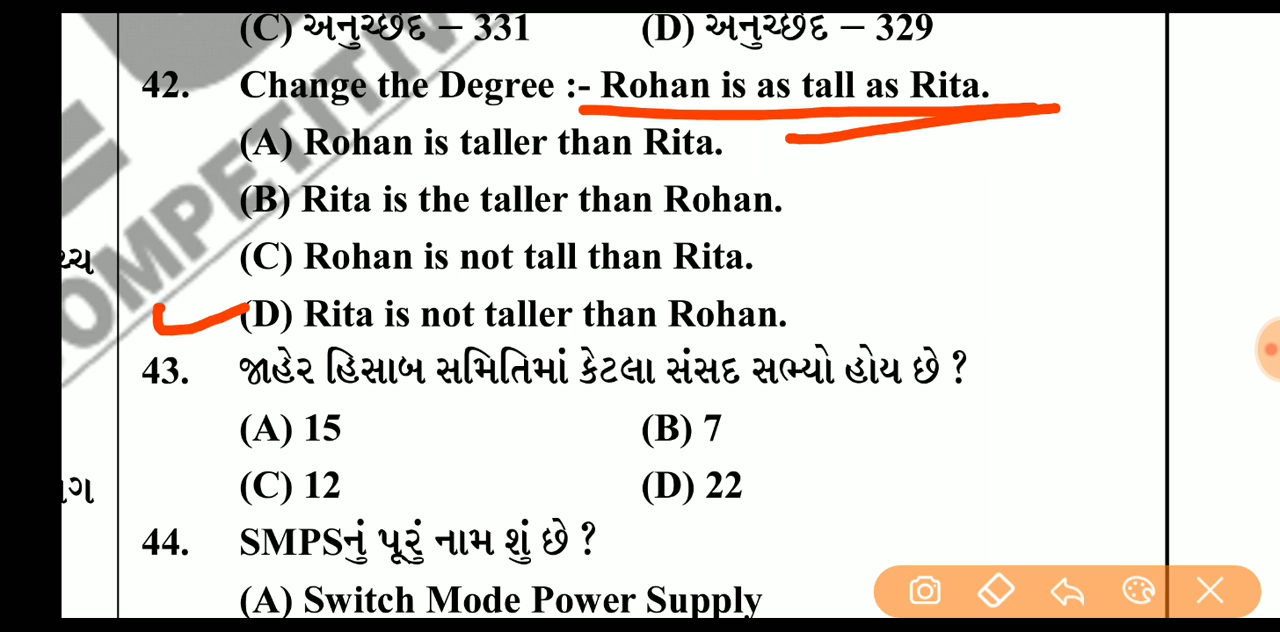 (C) અનુચ્છેદ – 331 (D) અનુચ્છેદ – 329
42. Change the Degree :- Rohan is as tall as Rita.
(A) Rohan is taller than Rita.
(B) Rita is the taller than Rohan.
(C) Rohan is not tall than Rita.
(D) Rita is not taller than Rohan.
43. જાહેર હિસાબ સમિતિમાં કેટલા સંસદ સભ્યો હોય છે ?
(A) 15 (B) 7
(C) 12 (D) 22
44. SMPSનું પૂરું નામ શું છે ?
(A) Switch Mode Power Supply